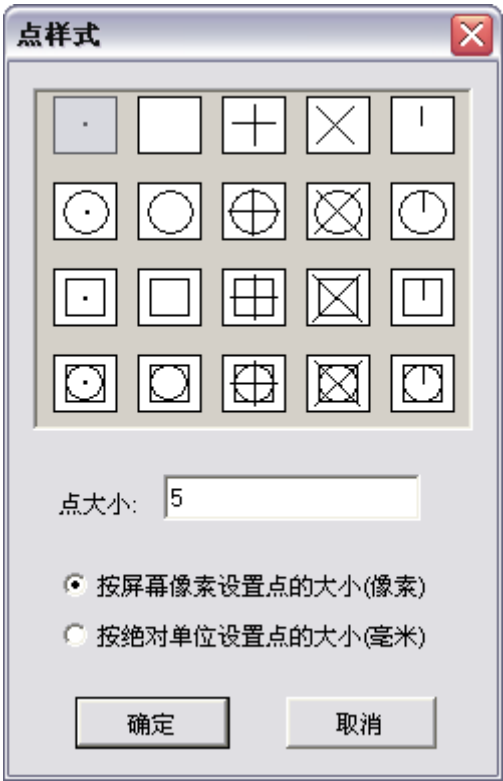 点样式
点大小: 5
按屏幕像素设置点的大小(像素)
按绝对单位设置点的大小(毫米)
确定 取消